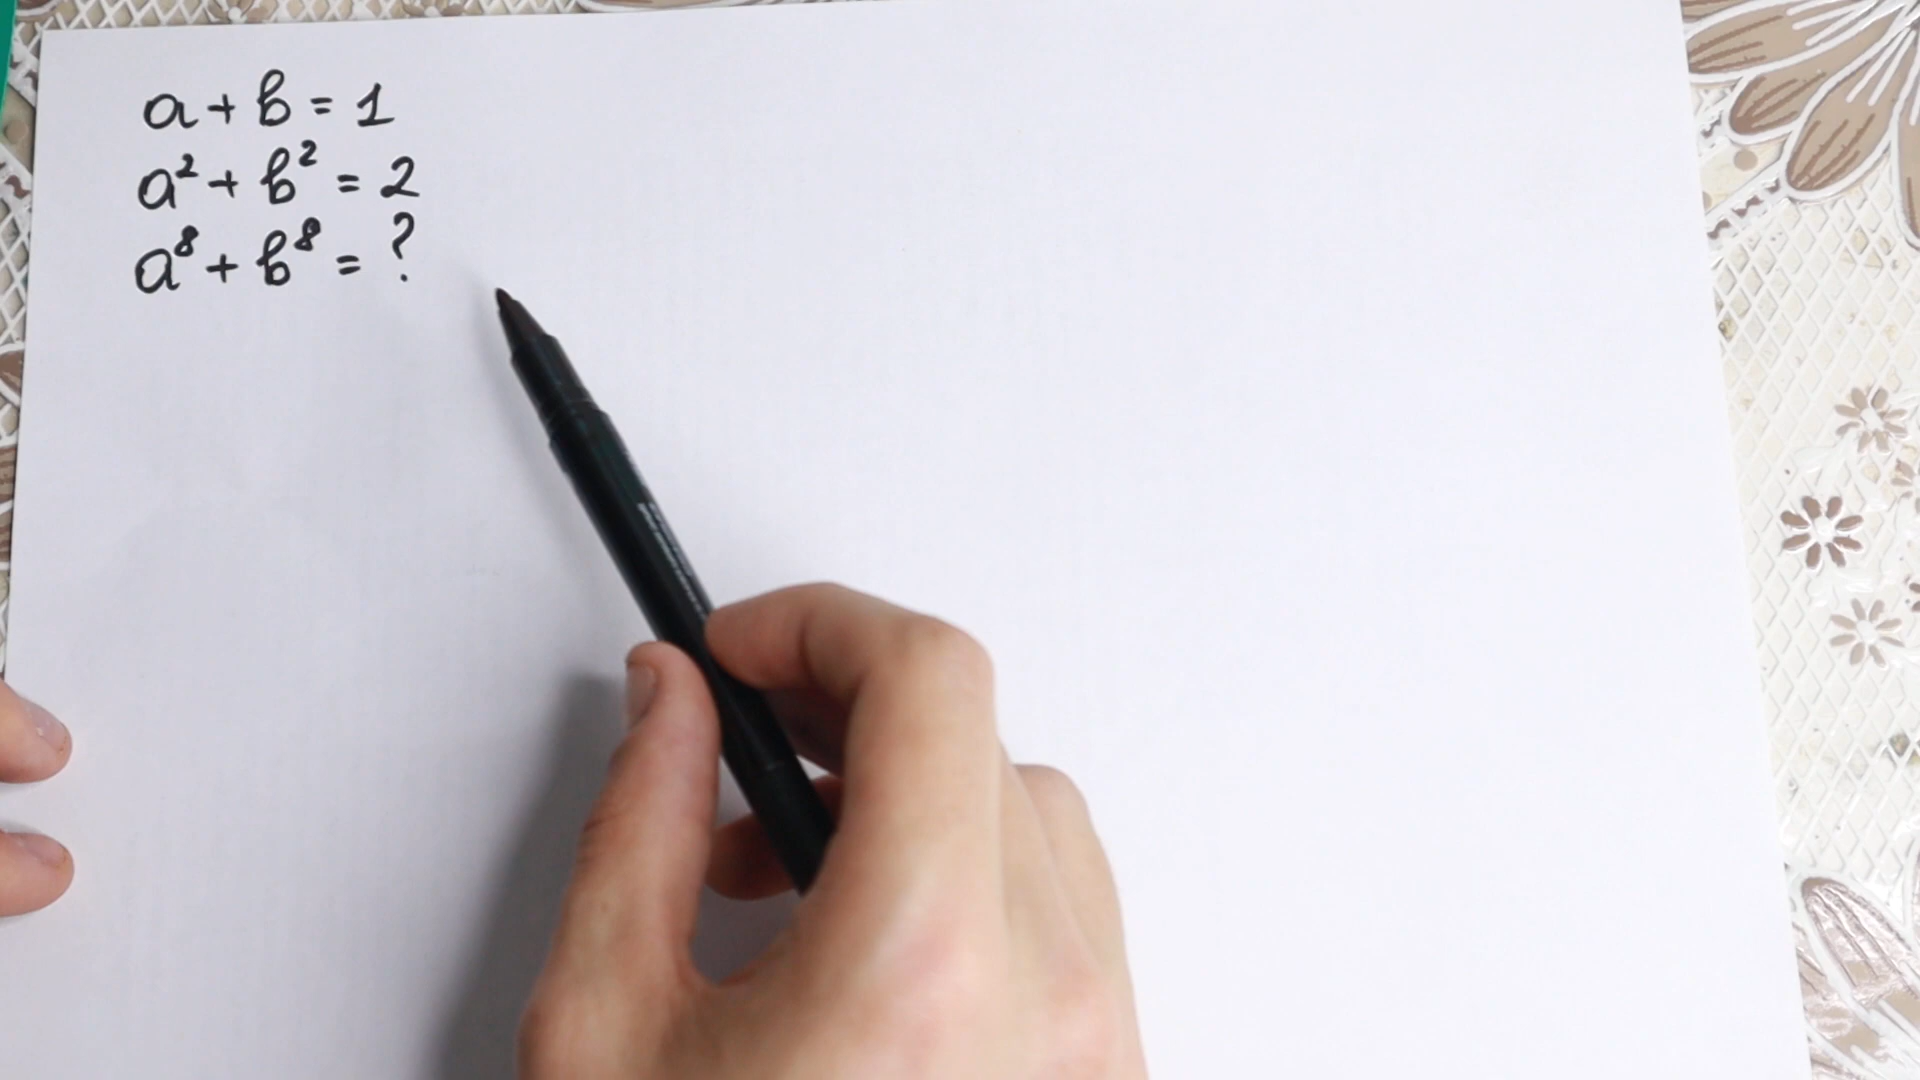 a + b = 1
a² + b² = 2
a⁸ + b⁸ = ?